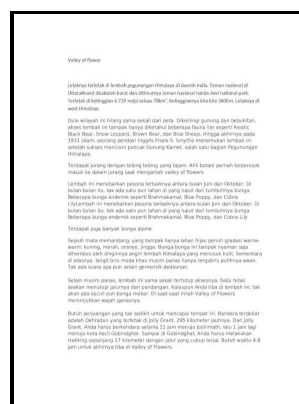 Valley of flower
Letaknya terletak di lembah pegunungan Himalaya di daerah India. Taman nasional di
Uttarakhand disebelah barat dan ditimurnya taman nasional nanda devi national park.
Terletak di ketinggian 6.719 mdpl seluas 78km². Ketinggiannya kira kira 3600m. Letaknya di
west Himalaya.
Dulu wilayah ini hilang sama sekali dari peta. Dikelilingi gunung dan bebukitan,
akses lembah ini tampak hanya diketahui beberapa fauna liar seperti Asiatic
Black Bear, Snow Leopard, Brown Bear, dan Blue Sheep. Hingga akhirnya pada
1931 silam, seorang pendaki Inggris Frank S. Smythe menemukan lembah ini
setelah sukses mencium puncak Gunung Kamet, salah satu bagian Pegunungan
Himalaya.
Terdapat jurang dengan tebing tebing yang tajam. Ahli botani pernah terperosok
masuk ke dalam jurang saat mengamati valley of flowers
Lembah ini menebarkan pesona terbaiknya antara bulan Juni dan Oktober. Di
bulan-bulan itu, tak ada satu pun lahan di yang luput dari tumbuhnya bunga.
Beberapa bunga endemik seperti Brahmakamal, Blue Poppy, dan Cobra
LilyLembah ini menebarkan pesona terbaiknya antara bulan Juni dan Oktober. Di
bulan-bulan itu, tak ada satu pun lahan di yang luput dari tumbuhnya bunga.
Beberapa bunga endemik seperti Brahmakamal, Blue Poppy, dan Cobra Lily
Terdapat juga banyak bunga alpine
Sejauh mata memandang, yang tampak hanya lahan hijau penuh gradasi warna-
warni: kuning, merah, oranye, jingga. Bunga-bunga ini tampak nyaman saja
dihembus oleh dinginnya angin lembah Himalaya yang menusuk kulit. Sementara
di atasnya, langit biru muda khas musim panas hanya tergaris putihnya awan.
Tak ada suara apa pun selain gemerisik dedaunan.
Selain musim panas, lembah ini sama sekali tertutup aksesnya. Salju tebal
seakan menutupi jalurnya dari pandangan. Kalaupun Anda tiba di lembah ini, tak
akan ada secuil pun bunga mekar. Di saat-saat inilah Valley of Flowers
menunjukkan wajah ganasnya.
Butuh perjuangan yang tak sedikit untuk mencapai tempat ini. Bandara terdekat
adalah Dehradun yang terletak di Jolly Grant, 295 kilometer jauhnya. Dari Jolly
Grant, Anda harus berkendara selama 11 jam menuju Joshimath, lalu 1 jam lagi
menuju kota kecil Gobindghat. Sampai di Gobindghat, Anda harus melakukan
trekking sepanjang 17 kilometer dengan jalur yang cukup terjal. Butuh waktu 4-8
jam untuk akhirnya tiba di Valley of Flowers.